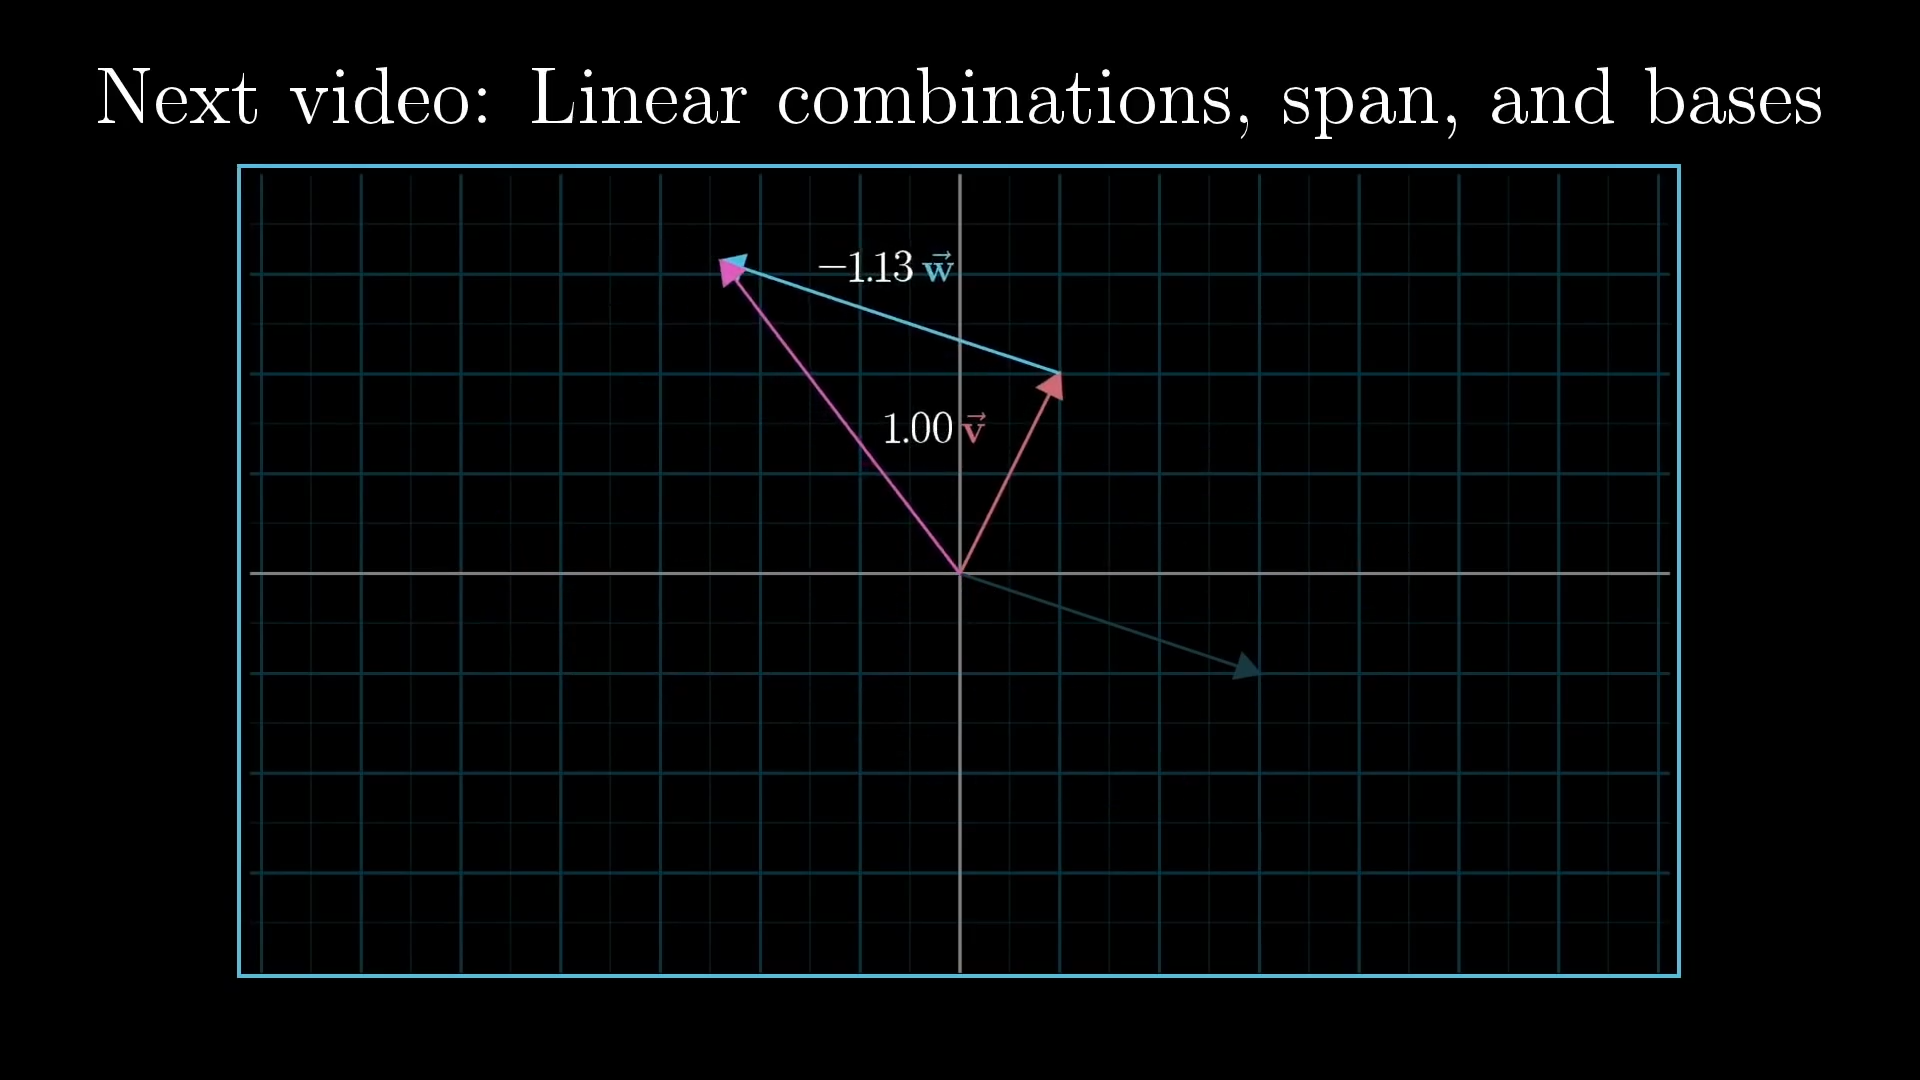 Next video: Linear combinations, span, and bases
−1.13 w⃗
1.00 v⃗